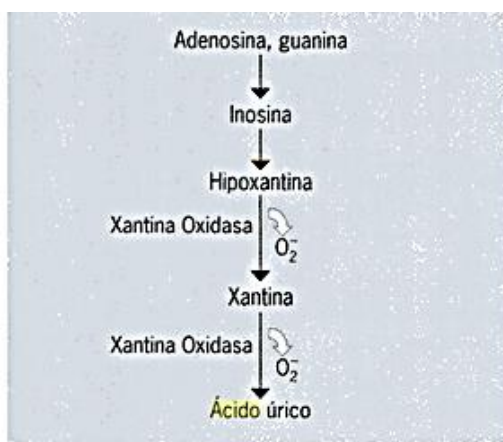 Adenosina, guanina
Inosina
Hipoxantina
Xantina Oxidasa
O₂⁻
Xantina
Xantina Oxidasa
O₂⁻
Ácido úrico